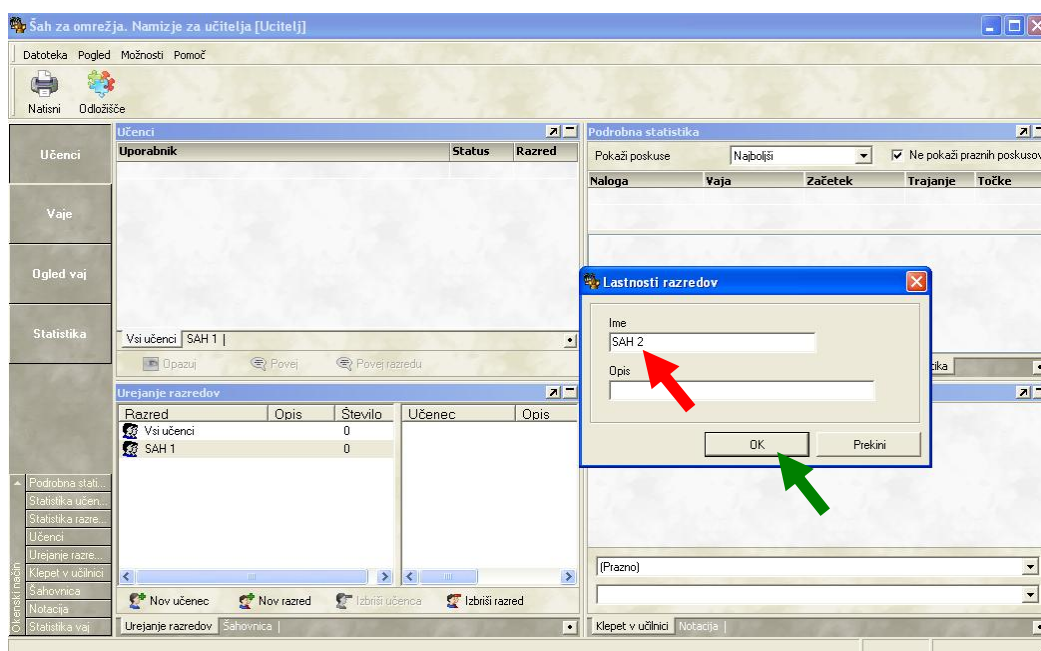 Šah za omrežja. Namizje za učitelja [Ucitelj]
Datoteka Pogled Možnosti Pomoč
Natisni Odložišče
Učenci
Vaje
Ogled vaj
Statistika
Podrobna stati...
Statistika učen...
Statistika razre...
Učenci
Urejanje razre...
Klepet v učilnici
Šahovnica
Notacija
Statistika vaj
Okenski način
Učenci
Uporabnik Status Razred
Vsi učenci SAH 1
Opazuj Povej Povej razredu
Podrobna statistika
Pokaži poskuse Najboljši Ne pokaži praznih poskusov
Naloga Vaja Začetek Trajanje Točke
Lastnosti razredov
Ime
SAH 2
Opis
OK Prekini
tika
Urejanje razredov
Razred Opis Število Učenec Opis
Vsi učenci 0
SAH 1 0
Nov učenec Nov razred Izbriši učenca Izbriši razred
Urejanje razredov Šahovnica
(Prazno)
Klepet v učilnici Notacija